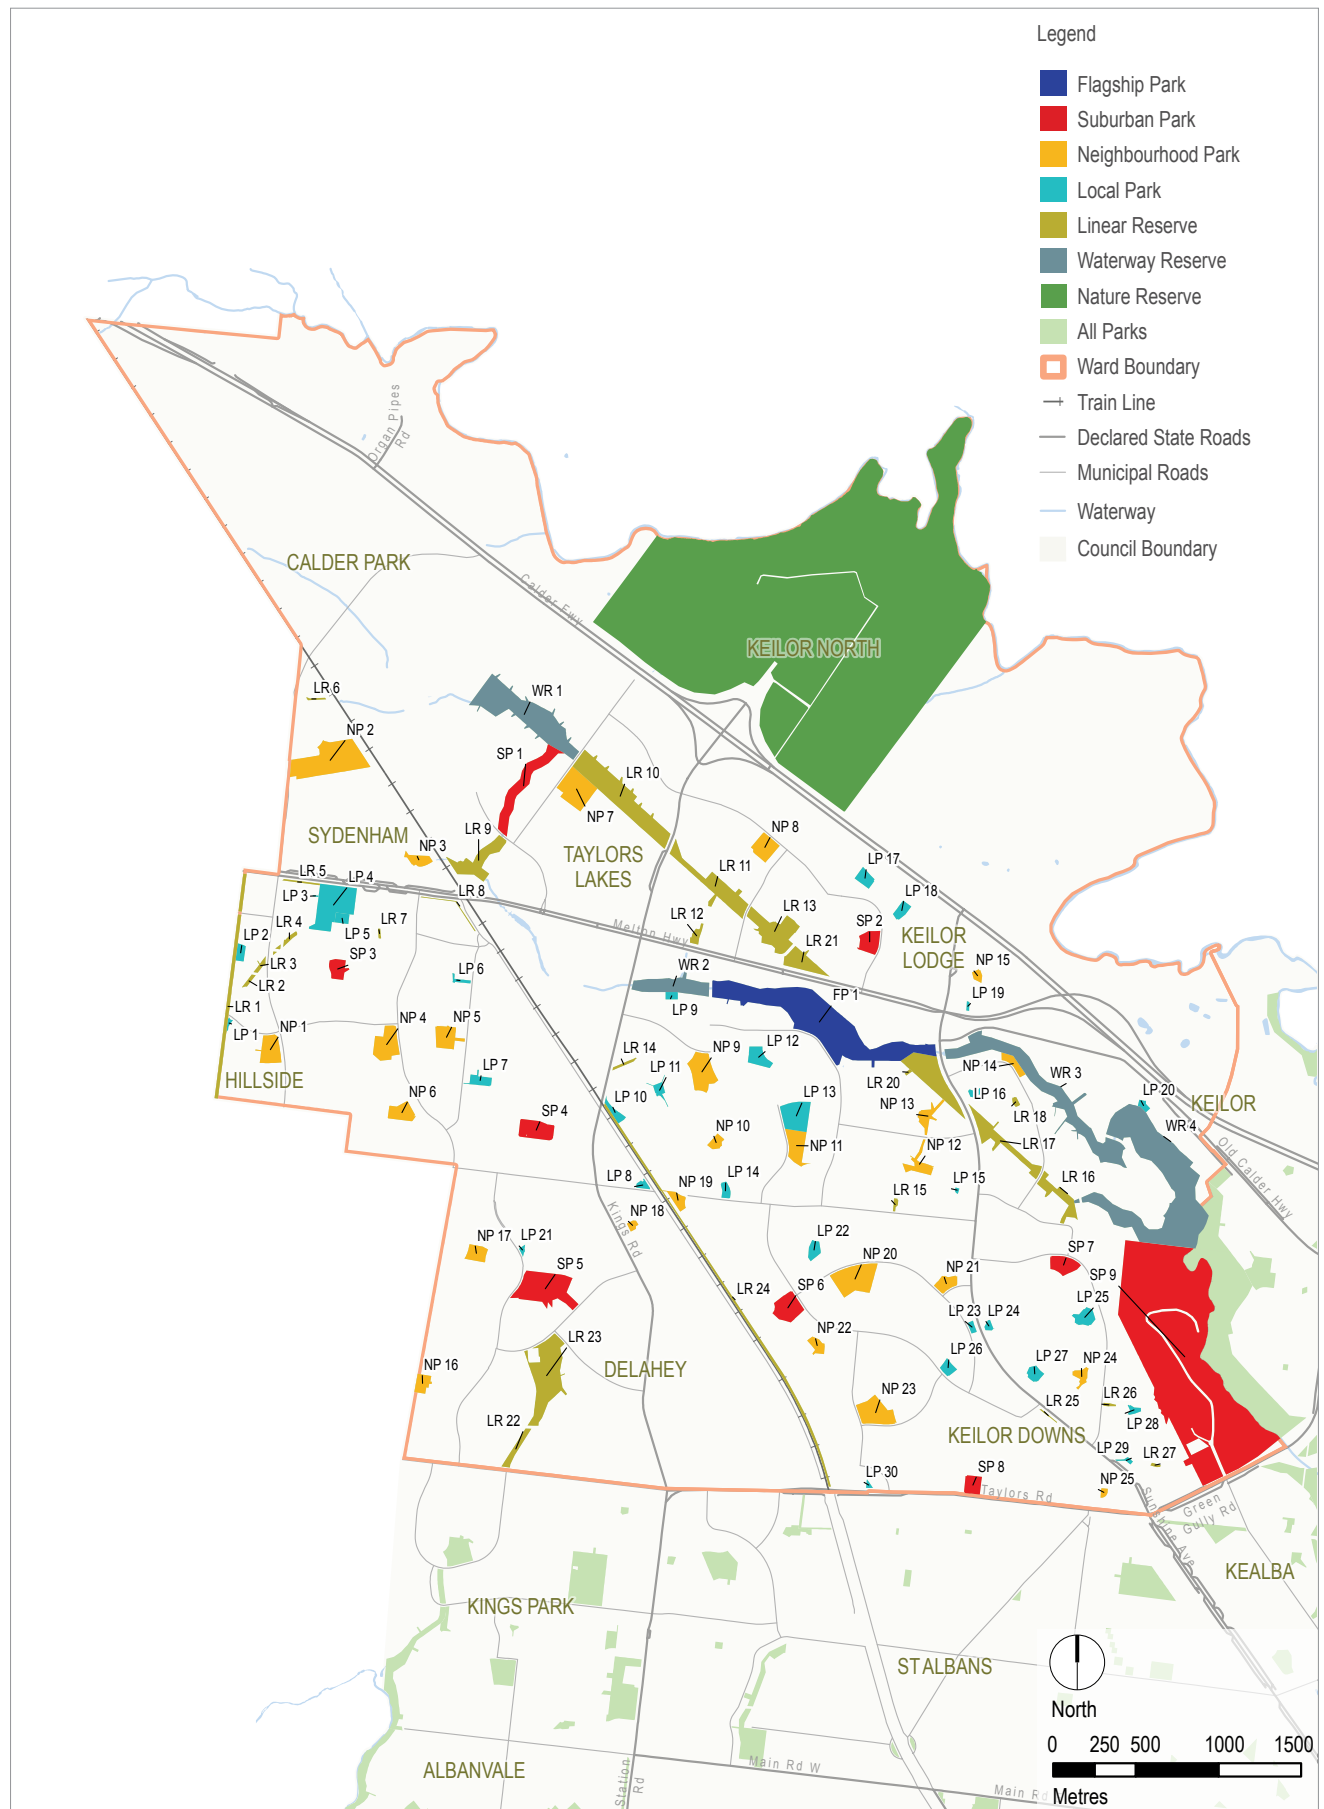 Legend
Flagship Park
Suburban Park
Neighbourhood Park
Local Park
Linear Reserve
Waterway Reserve
Nature Reserve
All Parks
Ward Boundary
Train Line
Declared State Roads
Municipal Roads
Waterway
Council Boundary
Organ Pipes
Rd
CALDER PARK
Calder Fwy
KEILOR NORTH
LR 6
WR 1
NP 2
SP 1
LR 10
NP 7
SYDENHAM
LR 9
NP 3
TAYLORS
LAKES
NP 8
LP 17
LR 5
LP 4
LP 3
LR 8
LR 11
LP 18
LR 4
LP 5
LR 7
LR 12
Melton Hwy
LR 13
SP 2
KEILOR
LODGE
LP 2
SP 3
LR 3
LR 21
LR 2
LP 6
WR 2
NP 15
LR 1
LP 9
FP 1
LP 19
LP 1
NP 1
NP 4
NP 5
LR 14
NP 9
LP 12
HILLSIDE
LP 7
LP 11
LR 20
NP 14
WR 3
NP 6
LP 10
LP 13
NP 13
LP 16
LR 18
LP 20
KEILOR
SP 4
NP 10
NP 11
LR 17
WR 4
NP 12
Old Calder Hwy
LP 8
NP 19
LP 14
LR 15
LP 15
LR 16
Kings Rd
NP 18
NP 17
LP 21
LP 22
SP 5
NP 20
NP 21
SP 7
SP 9
LR 24
SP 6
LP 25
LP 23
LP 24
NP 22
LR 23
DELAHEY
NP 16
LP 26
LP 27
NP 24
LR 22
NP 23
LR 25
LR 26
LP 28
KEILOR DOWNS
LP 29
LR 27
LP 30
SP 8
NP 25
Taylors Rd
Sunshine Ave
Green
Gully Rd
KEALBA
KINGS PARK
ST ALBANS
North
ALBANVALE
Station
Rd
Main Rd W
Main Rd
0 250 500 1000 1500
Metres